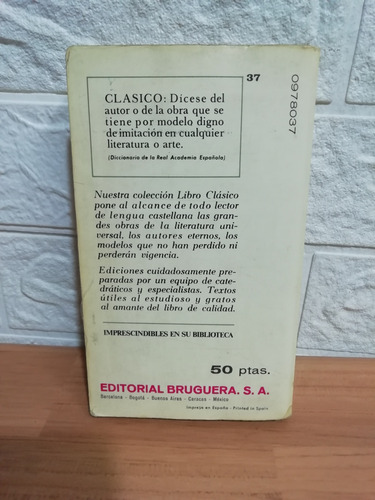 37
0978037
CLASICO: Dícese del
autor o de la obra que se
tiene por modelo digno
de imitación en cualquier
literatura o arte.
(Diccionario de la Real Academia Española)
Nuestra colección Libro Clásico
pone al alcance de todo lector
de lengua castellana las gran-
des obras de la literatura uni-
versal, los autores eternos, los
modelos que no han perdido ni
perderán vigencia.
Ediciones cuidadosamente pre-
paradas por un equipo de cate-
dráticos y especialistas. Textos
útiles al estudioso y gratos
al amante del libro de calidad.
IMPRESCINDIBLES EN SU BIBLIOTECA
50 ptas.
EDITORIAL BRUGUERA, S. A.
Barcelona - Bogotá - Buenos Aires - Caracas - México
Impreso en España - Printed in Spain